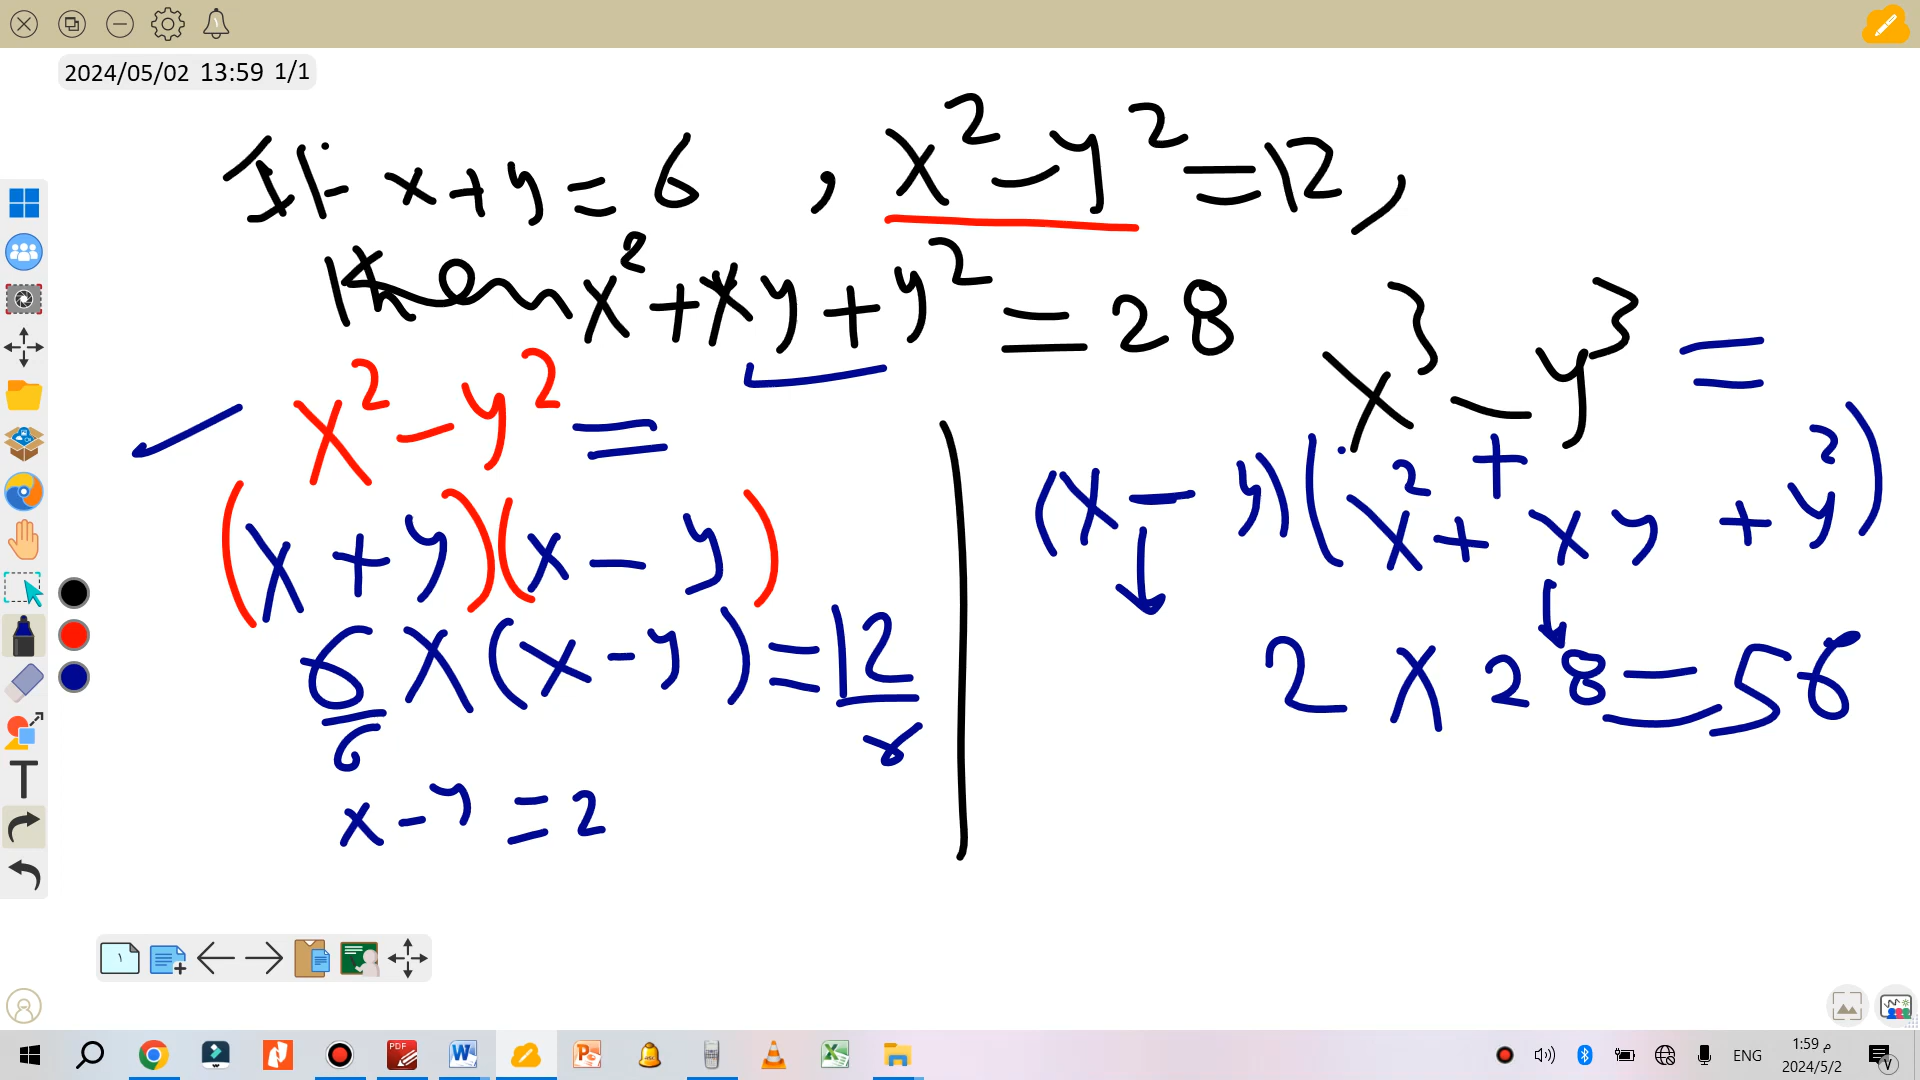 2024/05/02 13:59 1/1
If x + y = 6 , x² - y² = 12 ,
then x² + xy + y² = 28
x³ - y³ =
x² - y² =
(x + y)(x - y)
6 × (x - y) = 12
6 6
x - y = 2
(x - y)(x² + xy + y²)
+
2 × 28 = 56
T
PDF
ENG
1:59 م
2024/5/2